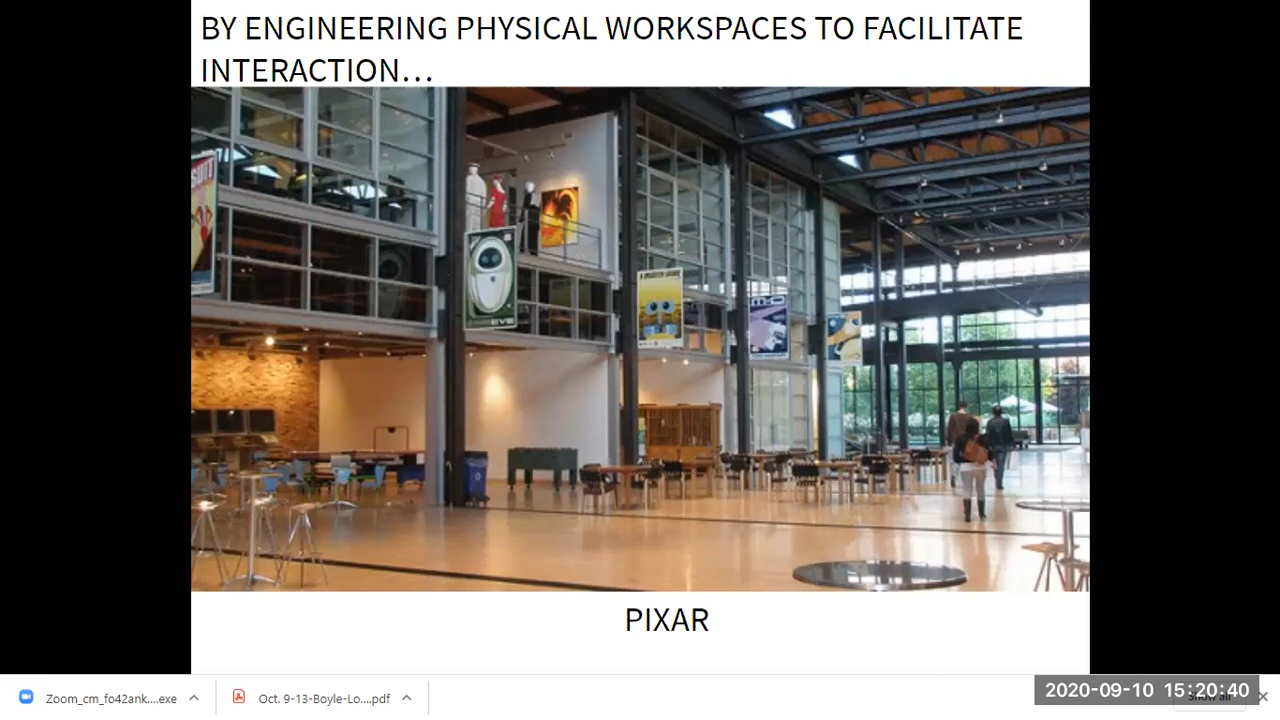 BY ENGINEERING PHYSICAL WORKSPACES TO FACILITATE
INTERACTION...
EVE
M-O
PIXAR
Zoom_cm_fo42ank....exe
Oct. 9-13-Boyle-Lo....pdf
2020-09-10 15:20:40